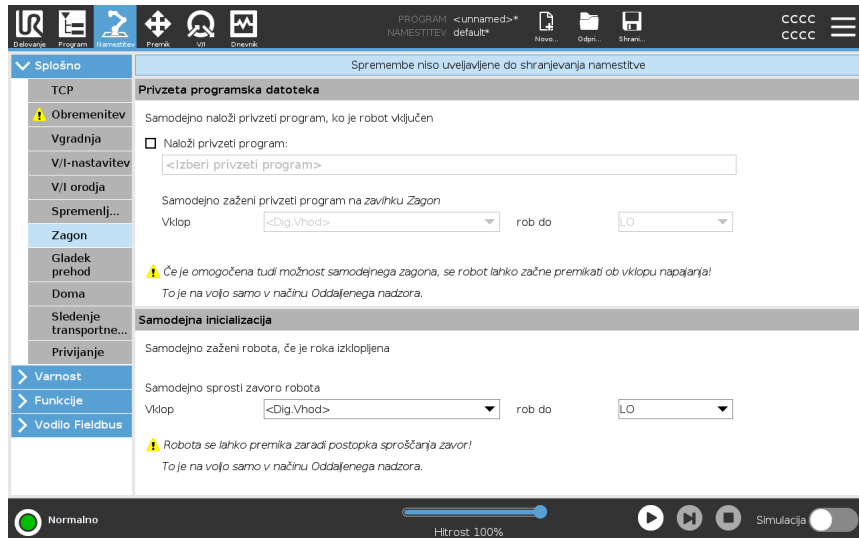 UR
Delovanje
Program
Namestitev
Premik
V/I
Dnevnik
PROGRAM <unnamed>*
NAMESTITEV default*
Novo...
Odpri...
Shrani...
CCCC
CCCC
Splošno
TCP
Obremenitev
Vgradnja
V/I-nastavitev
V/I orodja
Spremenlj...
Zagon
Gladek
prehod
Doma
Sledenje
transportne...
Privijanje
Varnost
Funkcije
Vodilo Fieldbus
Spremembe niso uveljavljene do shranjevanja namestitve
Privzeta programska datoteka
Samodejno naloži privzeti program, ko je robot vključen
Naloži privzeti program:
<Izberi privzeti program>
Samodejno zaženi privzeti program na zavihku Zagon
Vklop <Dig.Vhod> rob do LO
Če je omogočena tudi možnost samodejnega zagona, se robot lahko začne premikati ob vklopu napajanja!
To je na voljo samo v načinu Oddaljenega nadzora.
Samodejna inicializacija
Samodejno zaženi robota, če je roka izklopljena
Samodejno sprosti zavoro robota
Vklop <Dig.Vhod> rob do LO
Robota se lahko premika zaradi postopka sproščanja zavor!
To je na voljo samo v načinu Oddaljenega nadzora.
Normalno
Hitrost 100%
Simulacija